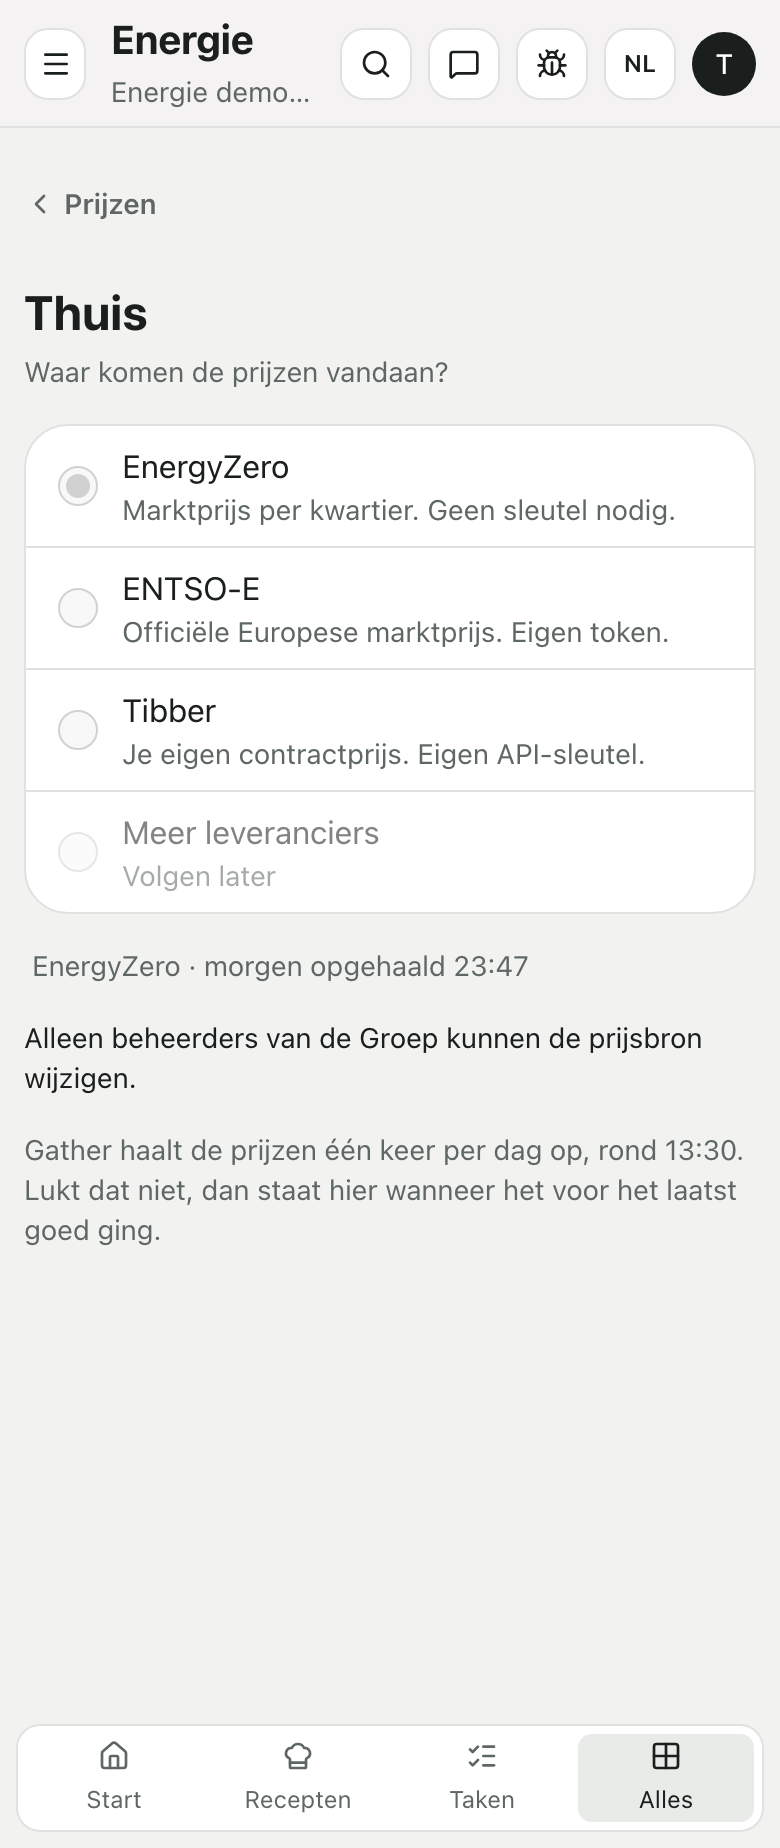 Energie
Energie demo...
NL
T
Prijzen
Thuis
Waar komen de prijzen vandaan?
EnergyZero
Marktprijs per kwartier. Geen sleutel nodig.
ENTSO-E
Officiële Europese marktprijs. Eigen token.
Tibber
Je eigen contractprijs. Eigen API-sleutel.
Meer leveranciers
Volgen later
EnergyZero · morgen opgehaald 23:47
Alleen beheerders van de Groep kunnen de prijsbron
wijzigen.
Gather haalt de prijzen één keer per dag op, rond 13:30.
Lukt dat niet, dan staat hier wanneer het voor het laatst
goed ging.
Start
Recepten
Taken
Alles